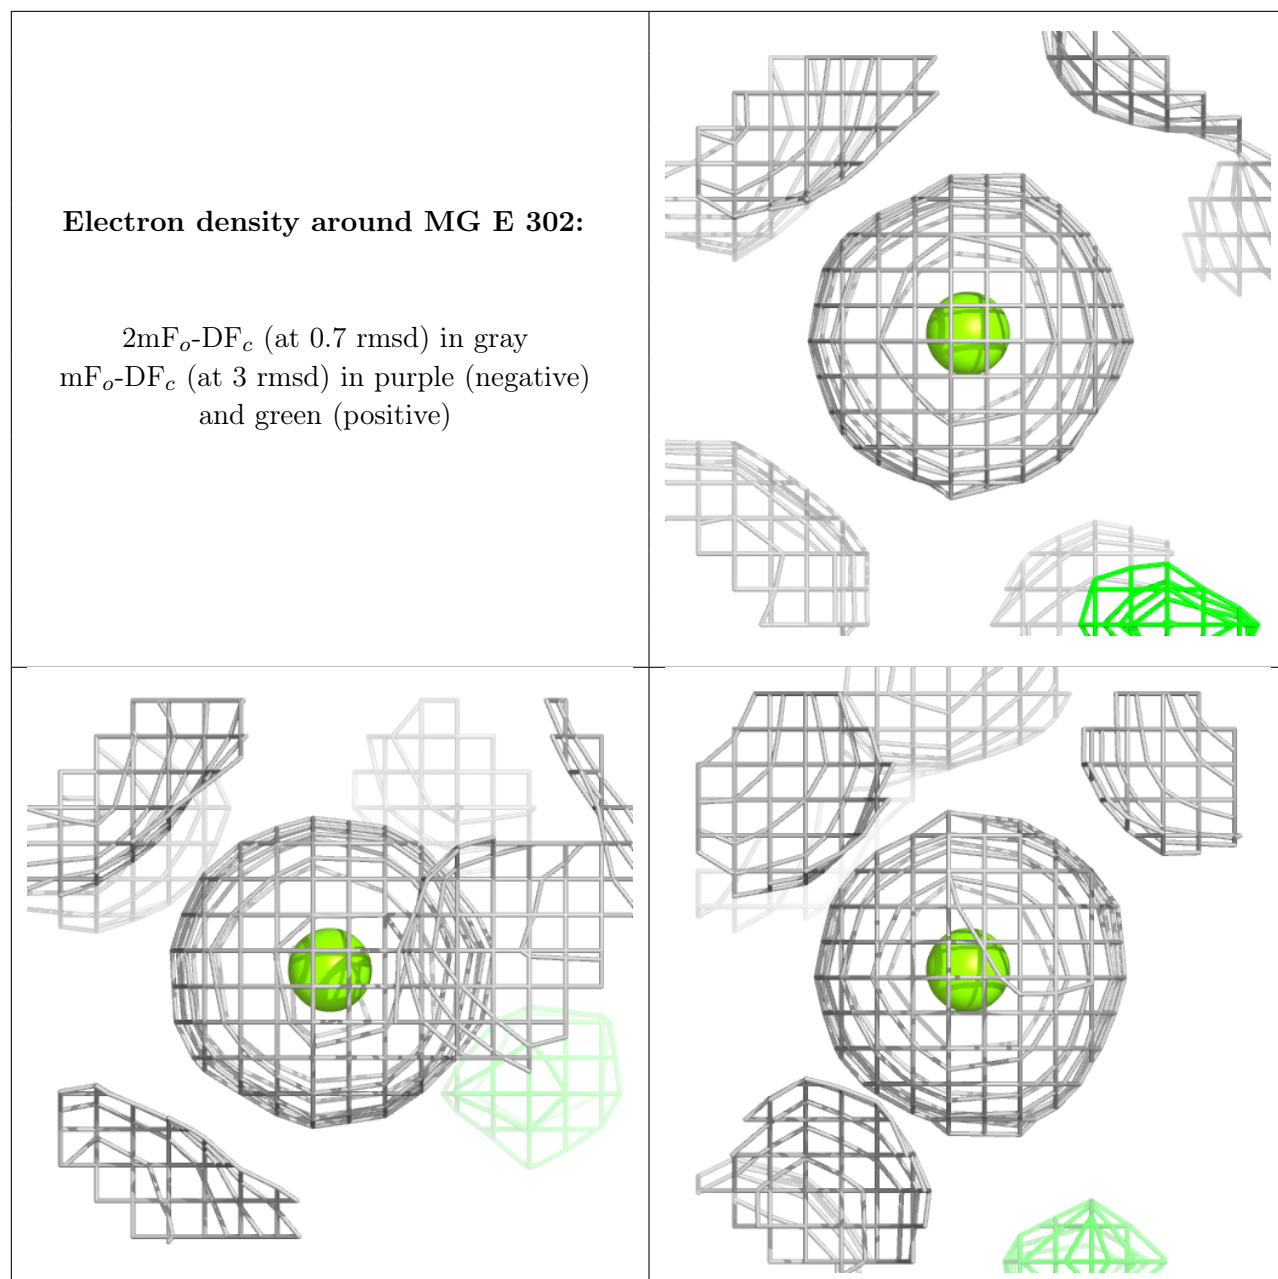 Electron density around MG E 302:
2mFo-DFc (at 0.7 rmsd) in gray
mFo-DFc (at 3 rmsd) in purple (negative)
and green (positive)